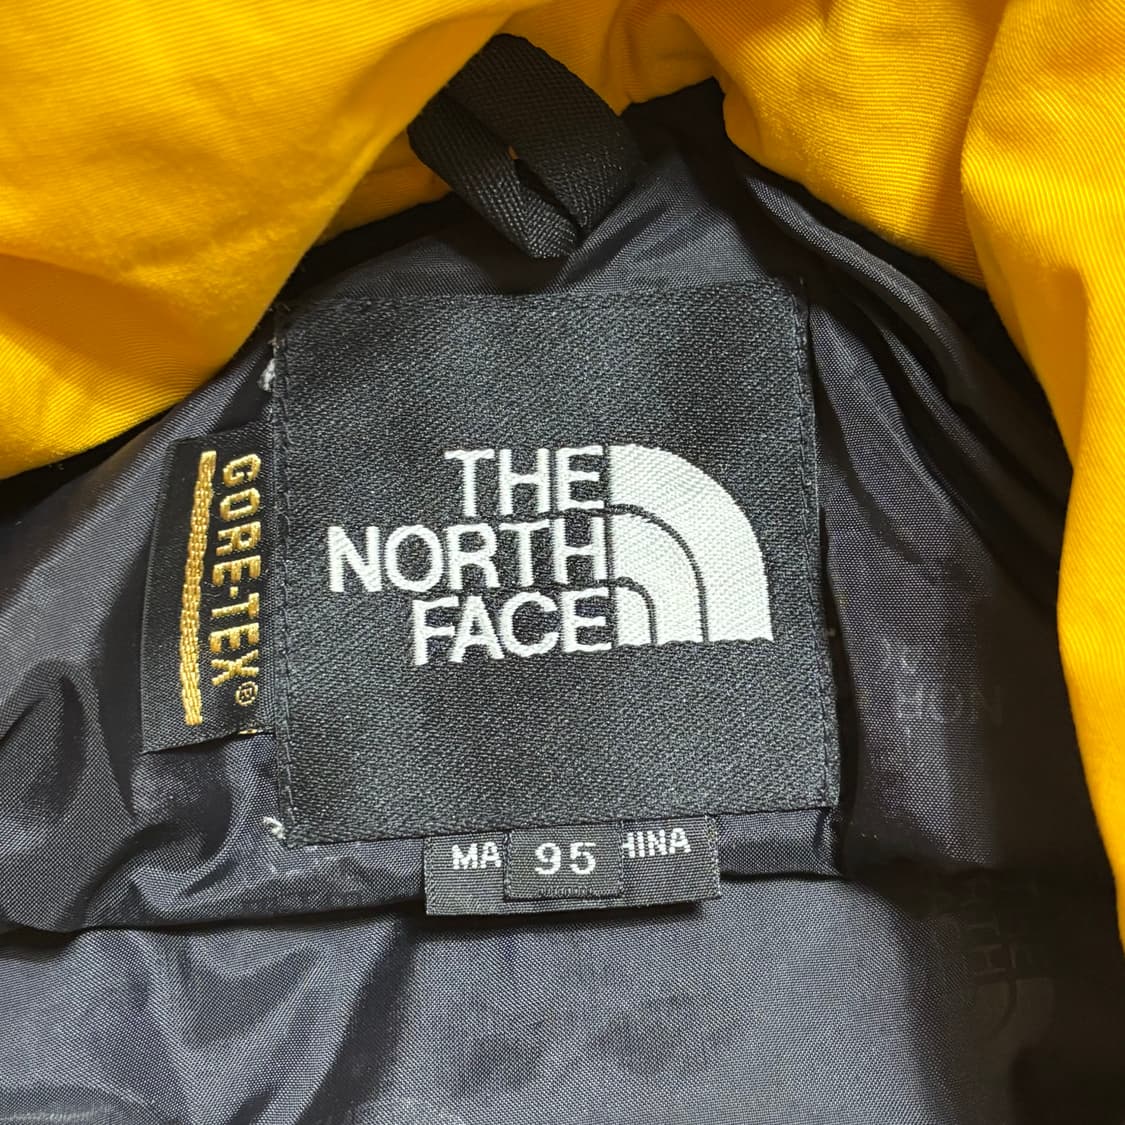 THE
NORTH
FACE
GORE-TEX®
MA 95 HINA